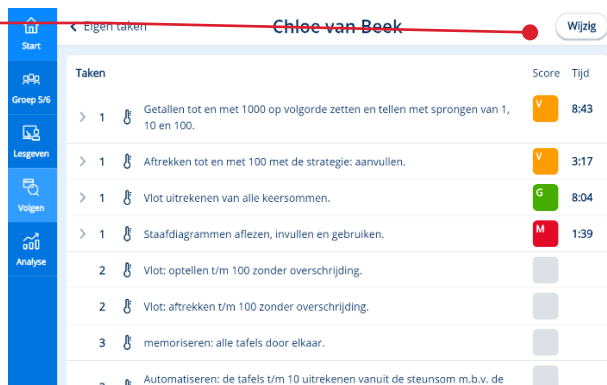 Start
Groep 5/6
Lesgeven
Volgen
Analyse
Eigen taken
Chloe van Beek
Wijzig
Taken Score Tijd
1 Getallen tot en met 1000 op volgorde zetten en tellen met sprongen van 1, V 8:43
10 en 100.
1 Aftrekken tot en met 100 met de strategie: aanvullen. V 3:17
1 Vlot uitrekenen van alle keersommen. G 8:04
1 Staafdiagrammen aflezen, invullen en gebruiken. M 1:39
2 Vlot: optellen t/m 100 zonder overschrijding.
2 Vlot: aftrekken t/m 100 zonder overschrijding.
3 memoriseren: alle tafels door elkaar.
Automatiseren: de tafels t/m 10 uitrekenen vanuit de steunsom m.b.v. de